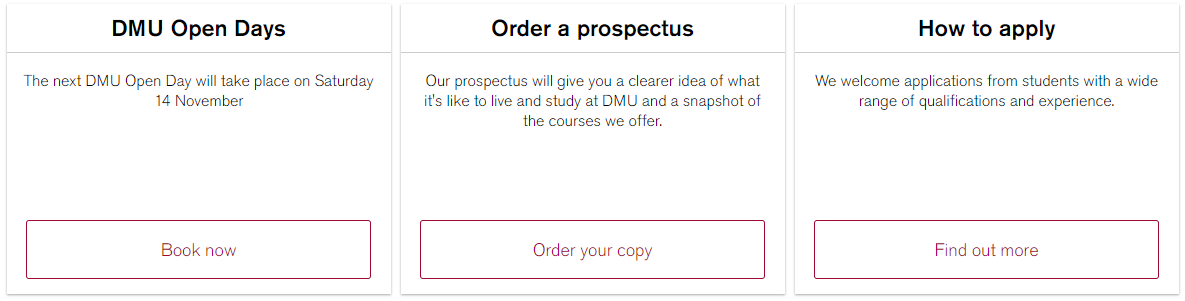 DMU Open Days
The next DMU Open Day will take place on Saturday
14 November
Book now
Order a prospectus
Our prospectus will give you a clearer idea of what
it's like to live and study at DMU and a snapshot of
the courses we offer.
Order your copy
How to apply
We welcome applications from students with a wide
range of qualifications and experience.
Find out more